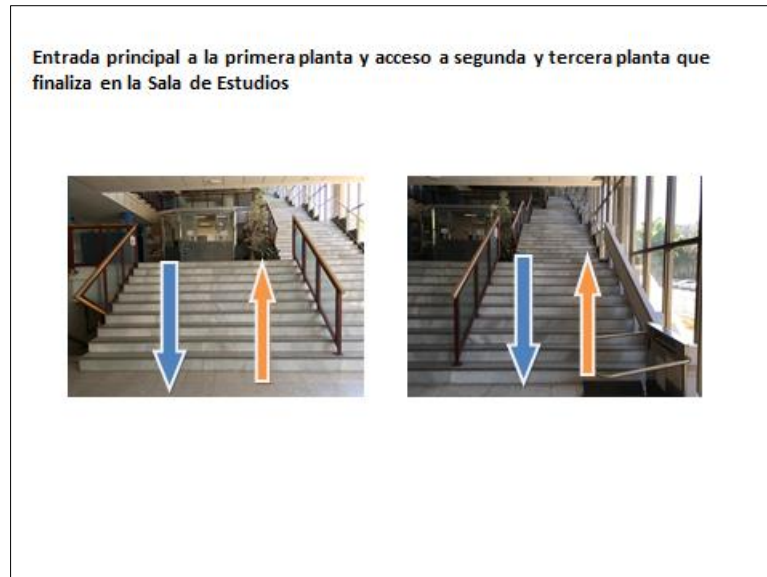 Entrada principal a la primera planta y acceso a segunda y tercera planta que
finaliza en la Sala de Estudios